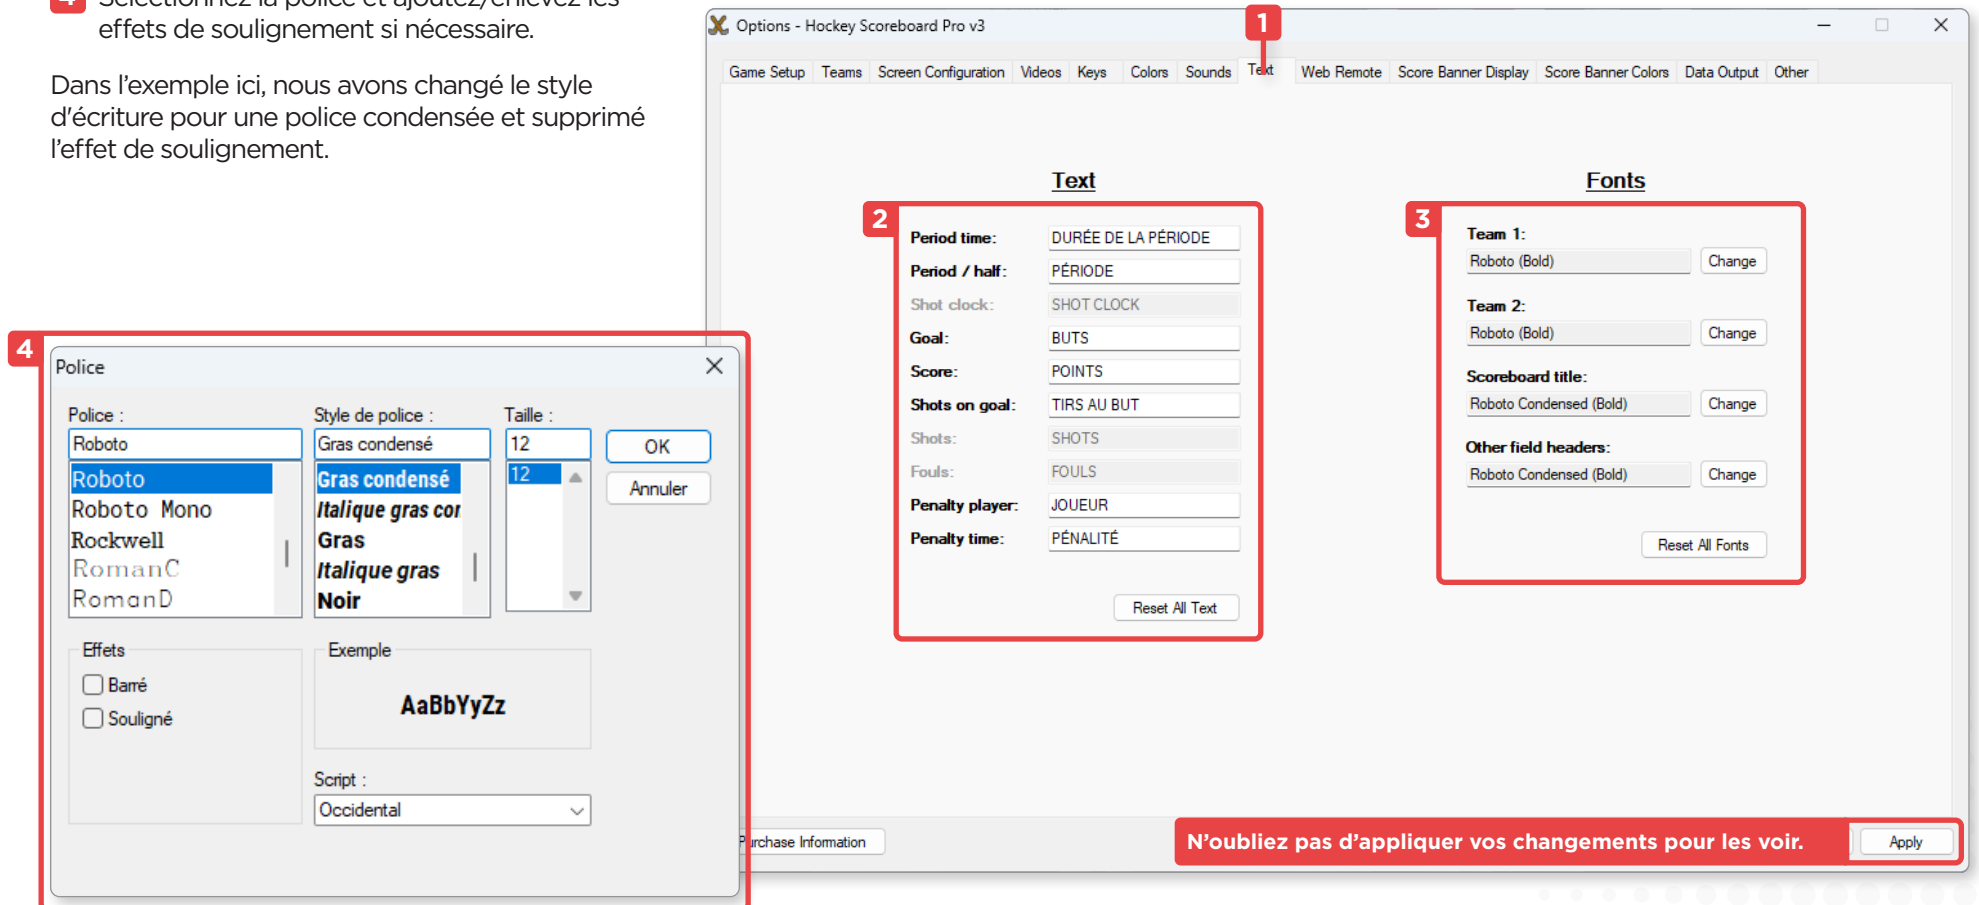 4 Sélectionnez la police et ajoutez/enlevez les
effets de soulignement si nécessaire.
Dans l'exemple ici, nous avons changé le style
d'écriture pour une police condensée et supprimé
l'effet de soulignement.
Options - Hockey Scoreboard Pro v3
1
Game Setup Teams Screen Configuration Videos Keys Colors Sounds Text Web Remote Score Banner Display Score Banner Colors Data Output Other
Text
2
Period time: DURÉE DE LA PÉRIODE
Period / half: PÉRIODE
Shot clock: SHOT CLOCK
Goal: BUTS
Score: POINTS
Shots on goal: TIRS AU BUT
Shots: SHOTS
Fouls: FOULS
Penalty player: JOUEUR
Penalty time: PÉNALITÉ
Reset All Text
Fonts
3
Team 1:
Roboto (Bold) Change
Team 2:
Roboto (Bold) Change
Scoreboard title:
Roboto Condensed (Bold) Change
Other field headers:
Roboto Condensed (Bold) Change
Reset All Fonts
4
Police
Police : Style de police : Taille :
Roboto Gras condensé 12 OK
Roboto Gras condensé 12 Annuler
Roboto Mono Italique gras cor
Rockwell Gras
RomanC Italique gras
RomanD Noir
Effets Exemple
Barré
AaBbYyZz
Souligné
Script :
Occidental
Purchase Information
N'oubliez pas d'appliquer vos changements pour les voir. Apply